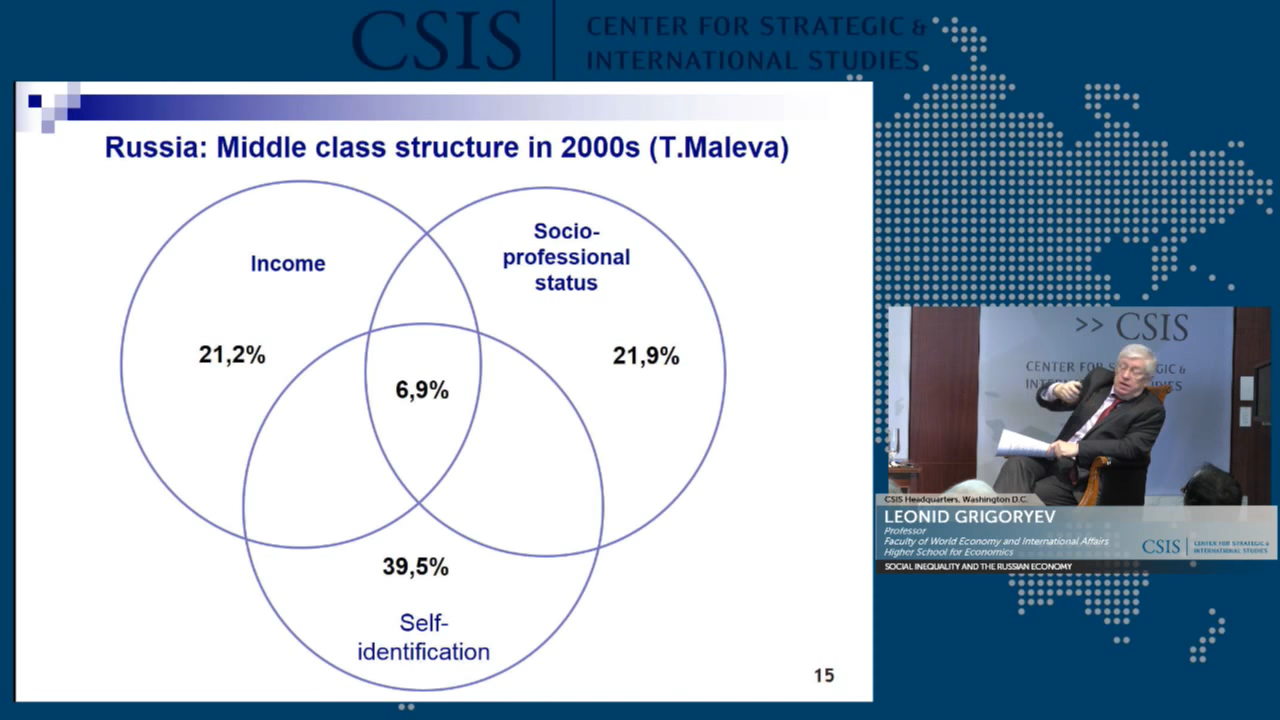 CSIS
CENTER FOR STRATEGIC &
INTERNATIONAL STUDIES
Russia: Middle class structure in 2000s (T.Maleva)
Income
Socio-
professional
status
21,2%
21,9%
6,9%
39,5%
Self-
identification
15
>> CSIS
CENTER FOR
GIC &
CSIS Headquarters, Washington D.C.
LEONID GRIGORYEV
Professor
Faculty of World Economy and International Affairs
Higher School for Economics
CSIS
CENTER FOR STRATEGIC &
INTERNATIONAL STUDIES
SOCIAL INEQUALITY AND THE RUSSIAN ECONOMY